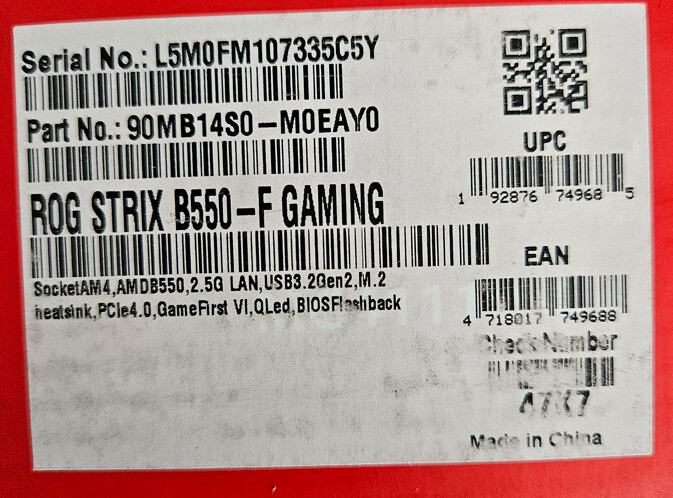 Serial No.: L5M0FM107335C5Y
Part No.: 90MB14S0-M0EAY0
ROG STRIX B550-F GAMING
SocketAM4,AMDB550,2.5G LAN,USB3.2Gen2,M.2
heatsink,PCIe4.0,GameFirst VI,QLed,BIOSFlashback
UPC
1 92876 74968 5
EAN
4 718017 749688
Check Number
Made in China